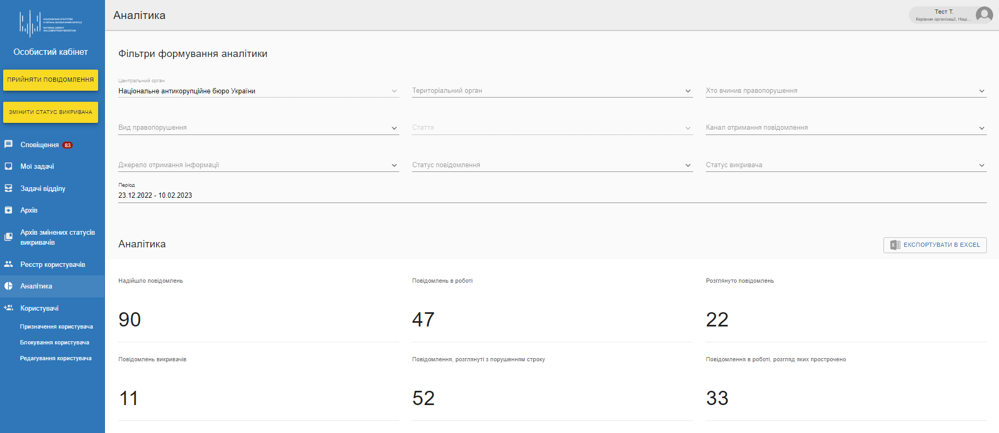 НАЦІОНАЛЬНЕ АГЕНТСТВО
З ПИТАНЬ ЗАПОБІГАННЯ КОРУПЦІЇ
NATIONAL AGENCY
ON CORRUPTION PREVENTION
Особистий кабінет
ПРИЙНЯТИ ПОВІДОМЛЕННЯ
ЗМІНИТИ СТАТУС ВИКРИВАЧА
Сповіщення 83
Мої задачі
Задачі відділу
Архів
Архів змінених статусів
викривачів
Реєстр користувачів
Аналітика
Користувачі
Призначення користувача
Блокування користувача
Редагування користувача
Аналітика
Тест Т.
Керівник організації, Наці...
Фільтри формування аналітики
Центральний орган
Національне антикорупційне бюро України
Територіальний орган
Хто вчинив правопорушення
Вид правопорушення
Стаття
Канал отримання повідомлення
Джерело отримання інформації
Статус повідомлення
Статус викривача
Період
23.12.2022 - 10.02.2023
Аналітика
ЕКСПОРТУВАТИ В EXCEL
Надійшло повідомлень
90
Повідомлень в роботі
47
Розглянуто повідомлень
22
Повідомлень викривачів
11
Повідомлення, розглянуті з порушенням строку
52
Повідомлення в роботі, розгляд яких прострочено
33